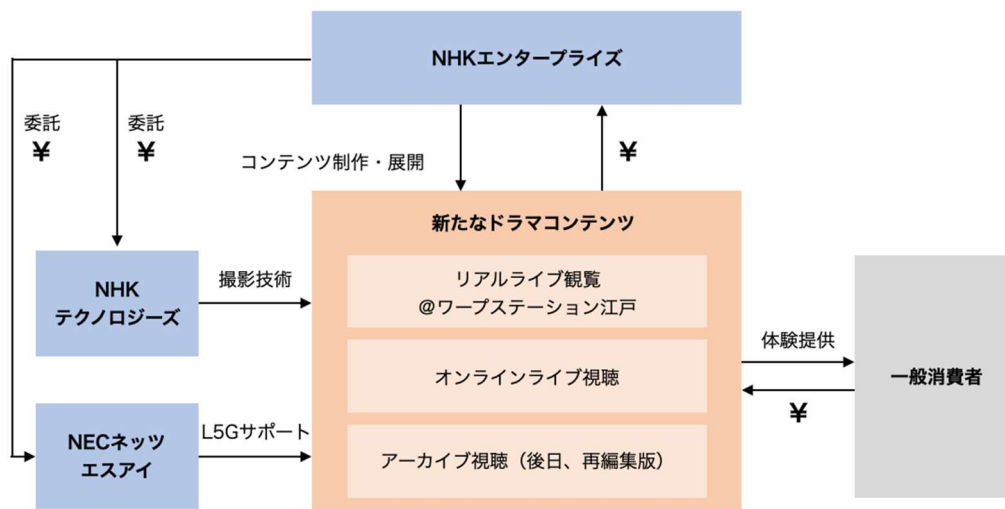 NHKエンタープライズ
委託
¥
委託
¥
コンテンツ制作・展開
¥
新たなドラマコンテンツ
NHK
テクノロジーズ
撮影技術
リアルライブ観覧
@ワープステーション江戸
オンラインライブ視聴
体験提供
¥
一般消費者
NECネッツ
エスアイ
L5Gサポート
アーカイブ視聴（後日、再編集版）